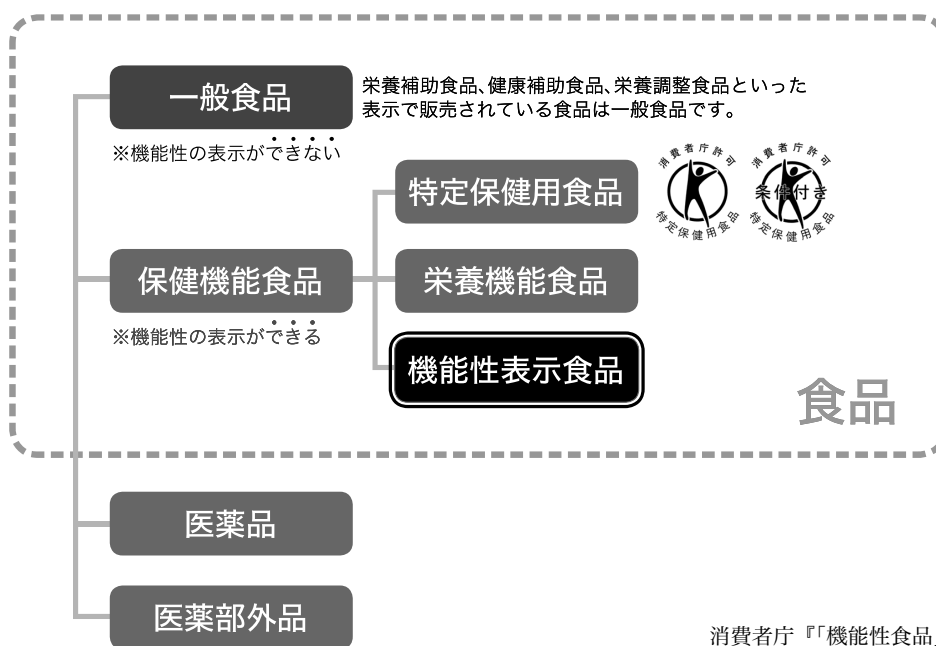 一般食品
栄養補助食品、健康補助食品、栄養調整食品といった
表示で販売されている食品は一般食品です。
※機能性の表示ができない
特定保健用食品
消費者庁許可
特定保健用食品
消費者庁許可
条件付き
特定保健用食品
保健機能食品
※機能性の表示ができる
栄養機能食品
機能性表示食品
食品
医薬品
医薬部外品
消費者庁『「機能性食品」